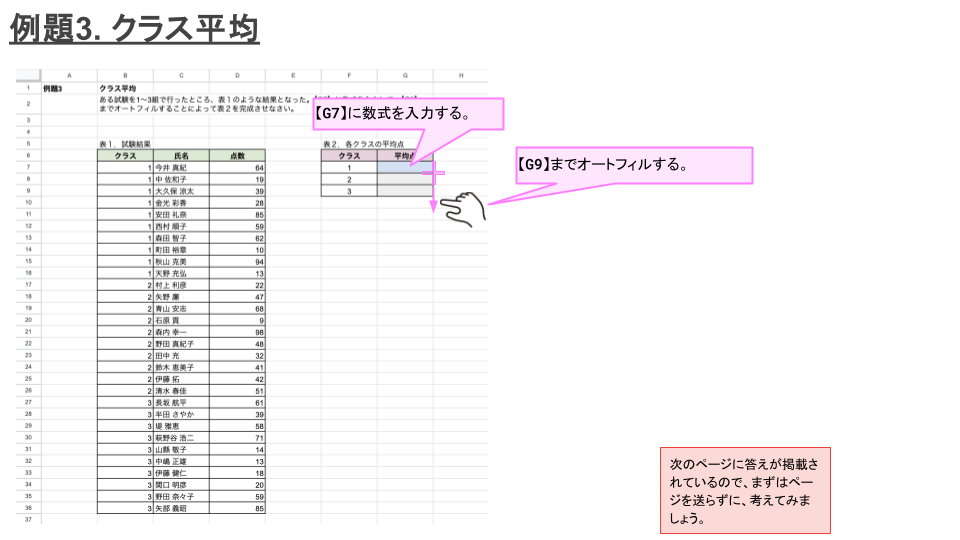 例題3. クラス平均
A B C D E F G H
1 例題3 クラス平均
2 ある試験を1～3組で行ったところ、表1のような結果となった。
までオートフィルすることによって表2を完成させなさい。
3
4
5 表1．試験結果 表2．各クラスの平均点
6 クラス 氏名 点数 クラス 平均点
7 1 今井 真紀 64 1
8 1 中 佐和子 19 2
9 1 大久保 涼太 39 3
10 1 金光 彩香 28
11 1 安田 礼奈 85
12 1 西村 順子 59
13 1 森田 智子 62
14 1 町田 裕章 10
15 1 秋山 克美 94
16 1 天野 充弘 13
17 2 村上 利彦 22
18 2 矢野 廉 47
19 2 青山 安志 68
20 2 石原 貢 9
21 2 森内 幸一 98
22 2 野田 真紀子 48
23 2 田中 充 32
24 2 鈴木 恵美子 41
25 2 伊藤 拓 42
26 2 清水 春佳 51
27 3 長坂 航平 61
28 3 半田 さやか 39
29 3 堤 雅恵 58
30 3 萩野谷 浩二 71
31 3 山縣 敬子 14
32 3 中嶋 正雄 13
33 3 伊藤 健仁 18
34 3 関口 明彦 20
35 3 野田 奈々子 59
36 3 矢部 義昭 85
37
【G7】に数式を入力する。
【G9】までオートフィルする。
次のページに答えが掲載さ
れているので、まずはペー
ジを送らずに、考えてみま
しょう。